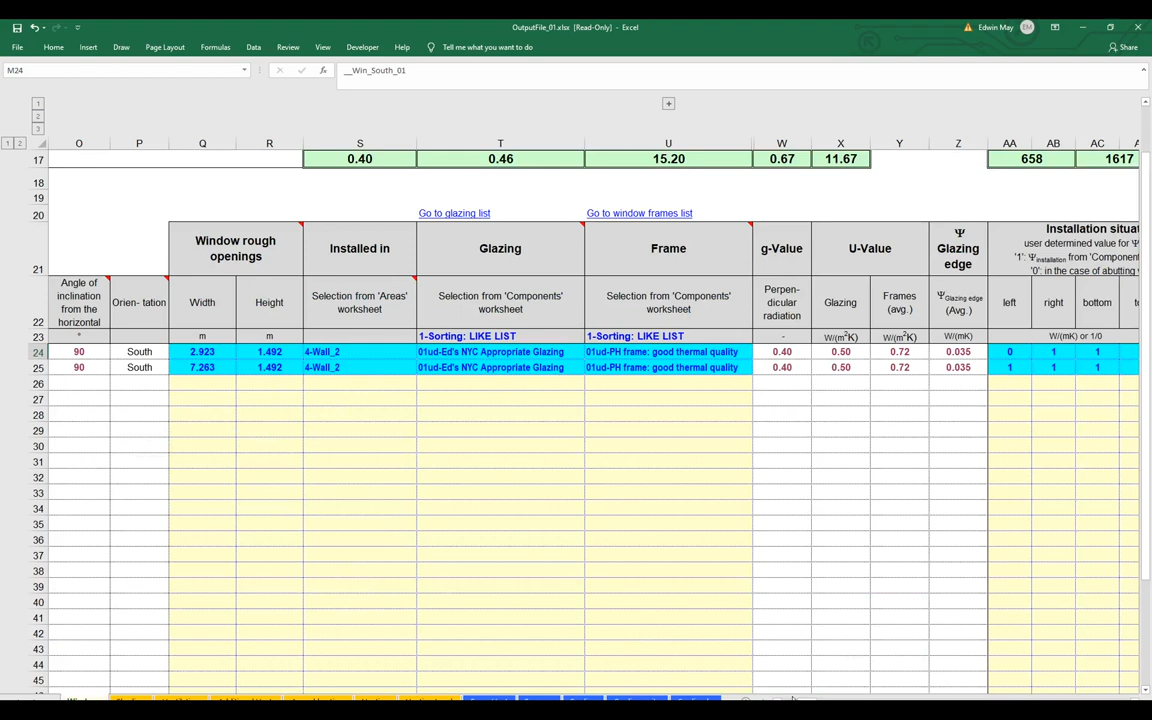 OutputFile_01.xlsx [Read-Only] - Excel
Edwin May
EM
File Home Insert Draw Page Layout Formulas Data Review View Developer Help Tell me what you want to do
Share
M24 fx __Win_South_01
1
2
3
1 2 O P Q R S T U W X Y Z AA AB AC
17 0.40 0.46 15.20 0.67 11.67 658 1617
18
19
20 Go to glazing list Go to window frames list
21 Window rough openings Installed in Glazing Frame g-Value U-Value Ψ Glazing edge Installation situa
user determined value for Ψ
'1': Ψinstallation from 'Compone
'0': in the case of abutting
22 Angle of inclination from the horizontal Orien- tation Width Height Selection from 'Areas' worksheet Selection from 'Components' worksheet Selection from 'Components' worksheet Perpen- dicular radiation Glazing Frames (avg.) ΨGlazing edge (Avg.) left right bottom
23 ° m m 1-Sorting: LIKE LIST 1-Sorting: LIKE LIST - W/(m²K) W/(m²K) W/(mK) W/(mK) or 1/0
24 90 South 2.923 1.492 4-Wall_2 01ud-Ed's NYC Appropriate Glazing 01ud-PH frame: good thermal quality 0.40 0.50 0.72 0.035 0 1 1
25 90 South 7.263 1.492 4-Wall_2 01ud-Ed's NYC Appropriate Glazing 01ud-PH frame: good thermal quality 0.40 0.50 0.72 0.035 1 1 1
26
27
28
29
30
31
32
33
34
35
36
37
38
39
40
41
42
43
44
45